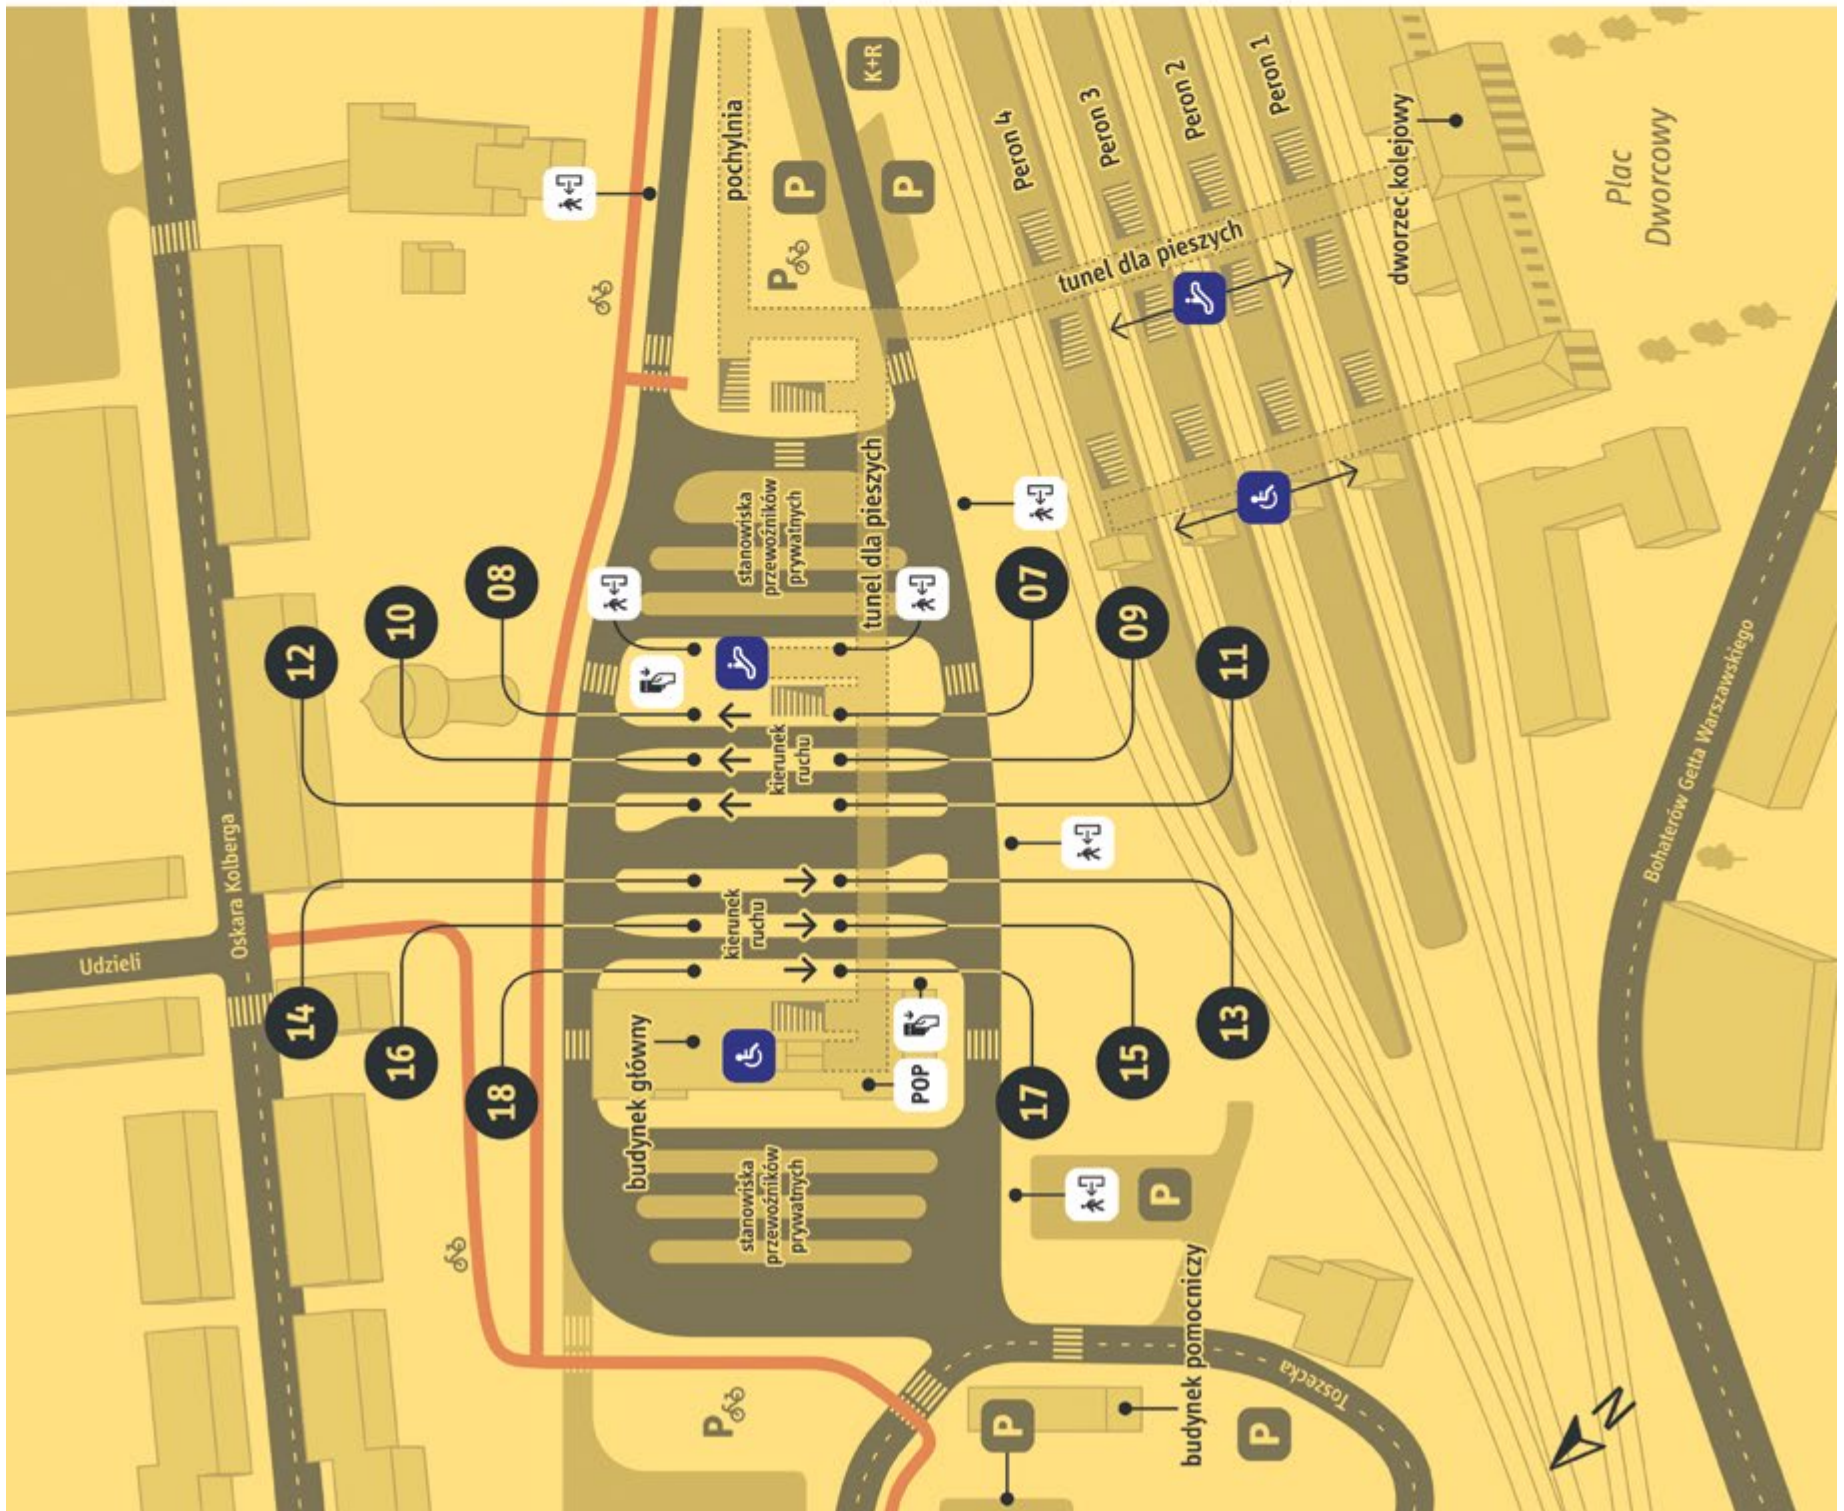 Udzieli
Oskara Kolberga
14
16
18
12
10
08
budynek główny
stanowiska
przewoźników
prywatnych
kierunek
ruchu
kierunek
ruchu
stanowiska
przewoźników
prywatnych
pochylnia
P
P
P
K+R
tunel dla pieszych
POP
P
17
15
13
07
09
11
P
P
budynek pomocniczy
P
Toszecka
Peron 4
Peron 3
Peron 2
Peron 1
tunel dla pieszych
dworzec kolejowy
Plac
Dworcowy
Bohaterów Getta Warszawskiego
P
N